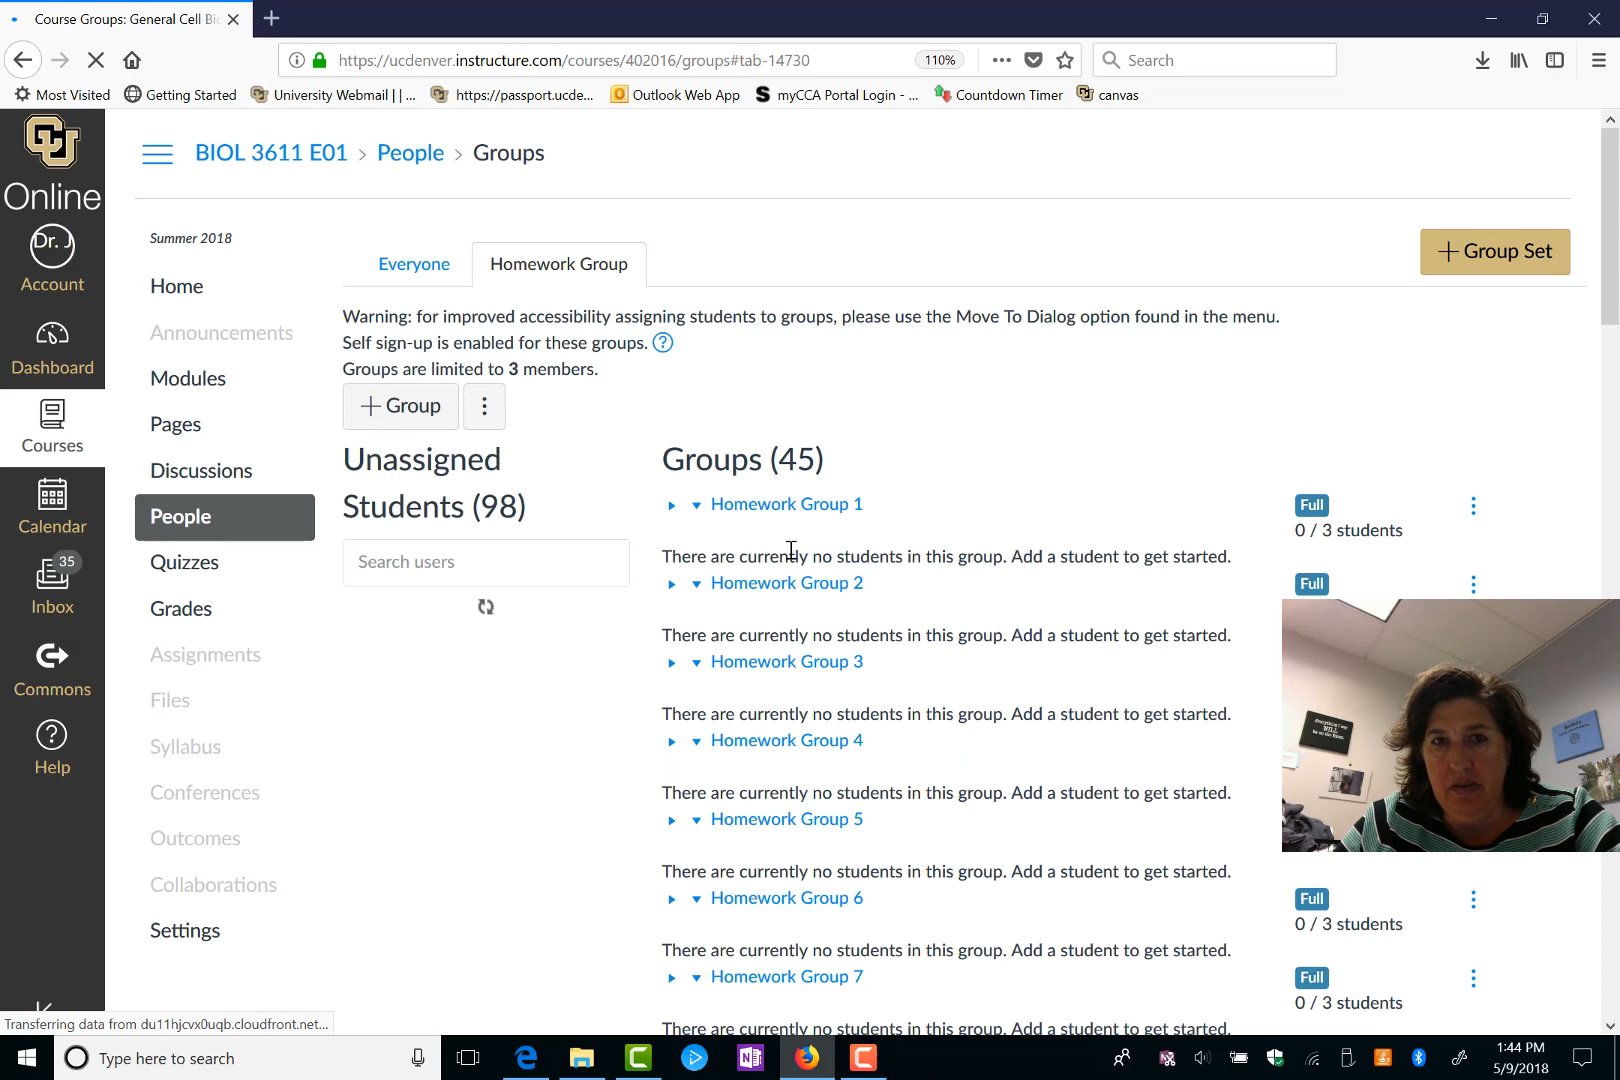 Course Groups: General Cell Bi
https://ucdenver.instructure.com/courses/402016/groups#tab-14730
110%
Search
Most Visited
Getting Started
University Webmail | | ...
https://passport.ucde...
Outlook Web App
myCCA Portal Login - ...
Countdown Timer
canvas
Online
Dr. J
Account
Dashboard
Courses
Calendar
35
Inbox
Commons
Help
BIOL 3611 E01 > People > Groups
Summer 2018
Home
Announcements
Modules
Pages
Discussions
People
Quizzes
Grades
Assignments
Files
Syllabus
Conferences
Outcomes
Collaborations
Settings
Everyone
Homework Group
+ Group Set
Warning: for improved accessibility assigning students to groups, please use the Move To Dialog option found in the menu.
Self sign-up is enabled for these groups.
Groups are limited to 3 members.
+ Group
Unassigned
Students (98)
Search users
Groups (45)
Homework Group 1
Full
0 / 3 students
There are currently no students in this group. Add a student to get started.
Homework Group 2
Full
There are currently no students in this group. Add a student to get started.
Homework Group 3
There are currently no students in this group. Add a student to get started.
Homework Group 4
There are currently no students in this group. Add a student to get started.
Homework Group 5
There are currently no students in this group. Add a student to get started.
Homework Group 6
Full
0 / 3 students
There are currently no students in this group. Add a student to get started.
Homework Group 7
Full
0 / 3 students
There are currently no students in this group. Add a student to get started.
Everything I say
WILL
be on the Exam
Transferring data from du11hjcvx0uqb.cloudfront.net...
Type here to search
1:44 PM
5/9/2018